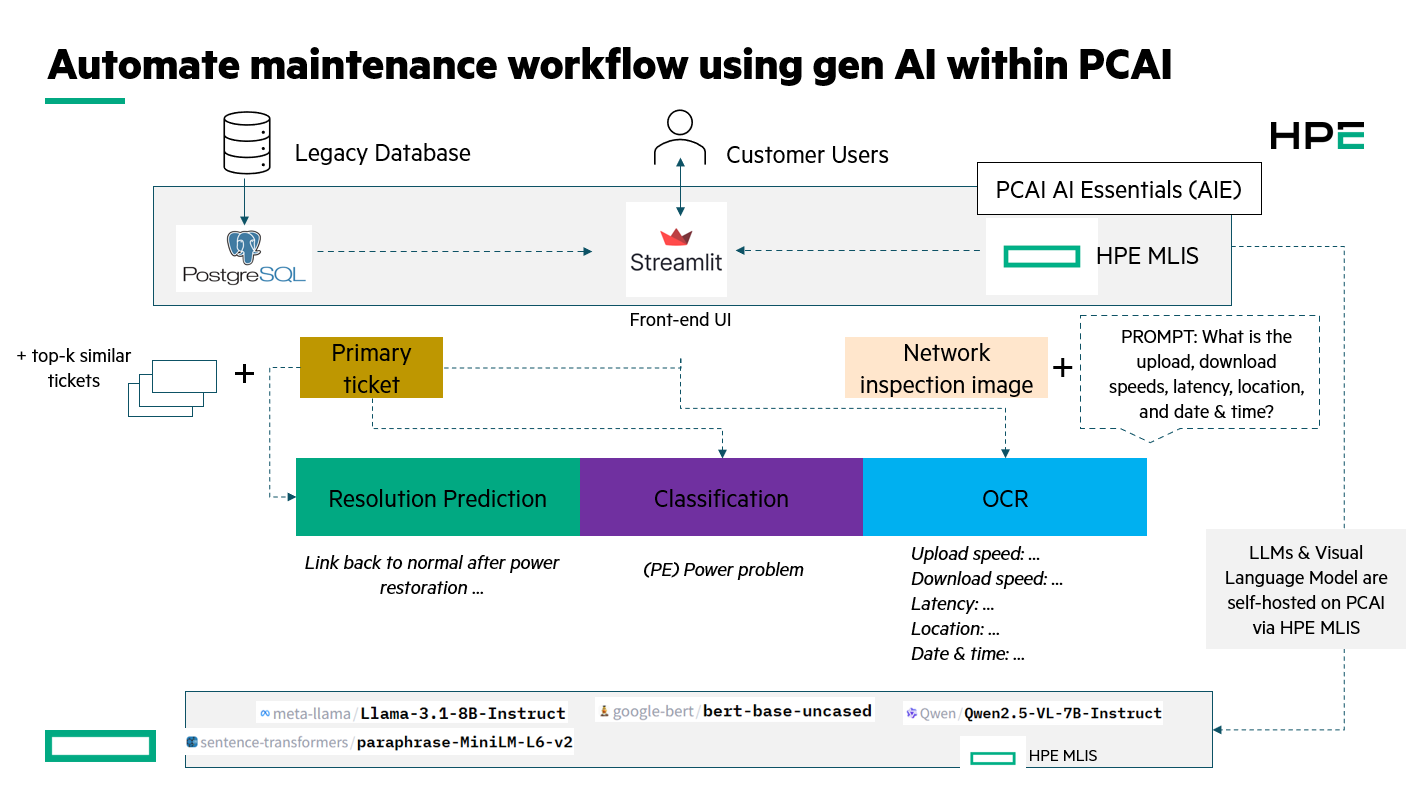 Automate maintenance workflow using gen AI within PCAI
Legacy Database
Customer Users
HPE
PCAI AI Essentials (AIE)
PostgreSQL
Streamlit
HPE MLIS
Front-end UI
+ top-k similar
tickets
+
Primary
ticket
Network
inspection image
+
PROMPT: What is the
upload, download
speeds, latency, location,
and date & time?
Resolution Prediction
Classification
OCR
Link back to normal after power
restoration ...
(PE) Power problem
Upload speed: ...
Download speed: ...
Latency: ...
Location: ...
Date & time: ...
LLMs & Visual
Language Model are
self-hosted on PCAI
via HPE MLIS
meta-llama/Llama-3.1-8B-Instruct
google-bert/bert-base-uncased
Qwen/Qwen2.5-VL-7B-Instruct
sentence-transformers/paraphrase-MiniLM-L6-v2
HPE MLIS